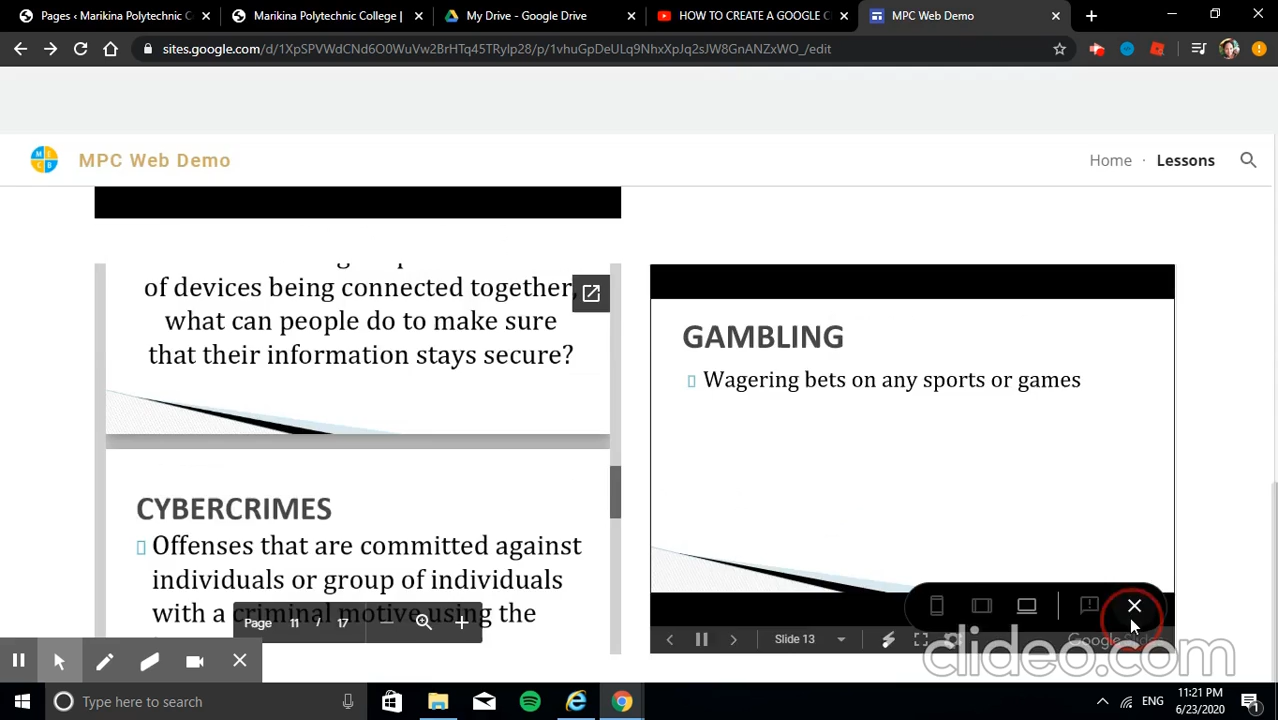 Pages ‹ Marikina Polytechnic C
Marikina Polytechnic College |
My Drive - Google Drive
HOW TO CREATE A GOOGLE C
MPC Web Demo
sites.google.com/d/1XpSPVWdCNd6O0WuVw2BrHTq45TRylp28/p/1vhuGpDeULq9NhxXpJq2sJW8GnANZxWO_/edit
MPC Web Demo
Home · Lessons
of devices being connected together,
what can people do to make sure
that their information stays secure?
CYBERCRIMES
Offenses that are committed against
individuals or group of individuals
with a criminal motive using the
Page 11 / 17
GAMBLING
Wagering bets on any sports or games
Slide 13
Google Slide
clideo.com
Type here to search
ENG
11:21 PM
6/23/2020